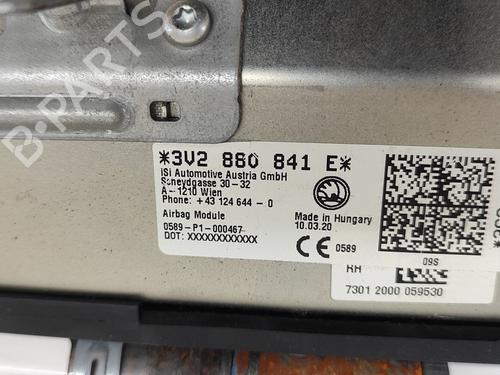 B-PARTS
*3V2 880 841 E*
iSi Automotive Austria GmbH
Scheydgasse 30-32
A-1210 Wien
Phone: +43 124 644-0
Airbag Module
0589-P1-000467
DOT: XXXXXXXXXXXX
Made in Hungary
10.03.20
CE 0589
09S
RH
7301 2000 059530